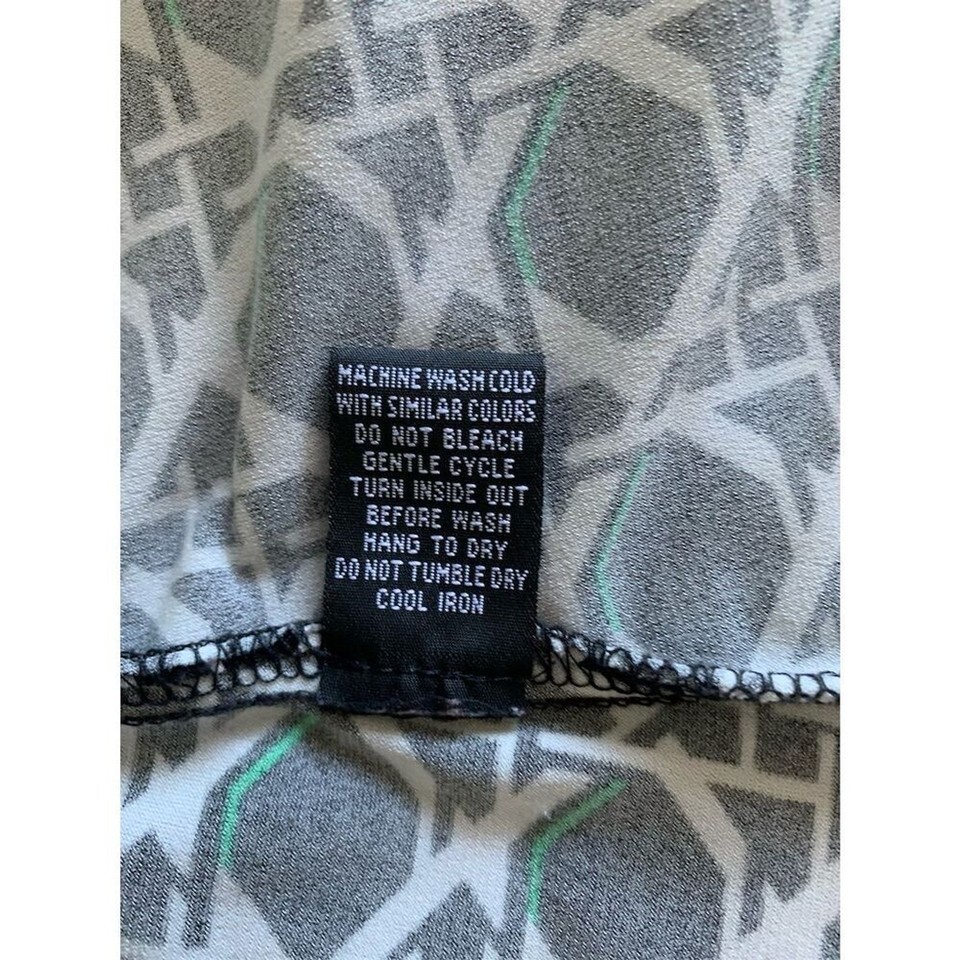 MACHINE WASH COLD
WITH SIMILAR COLORS
DO NOT BLEACH
GENTLE CYCLE
TURN INSIDE OUT
BEFORE WASH
HANG TO DRY
DO NOT TUMBLE DRY
COOL IRON